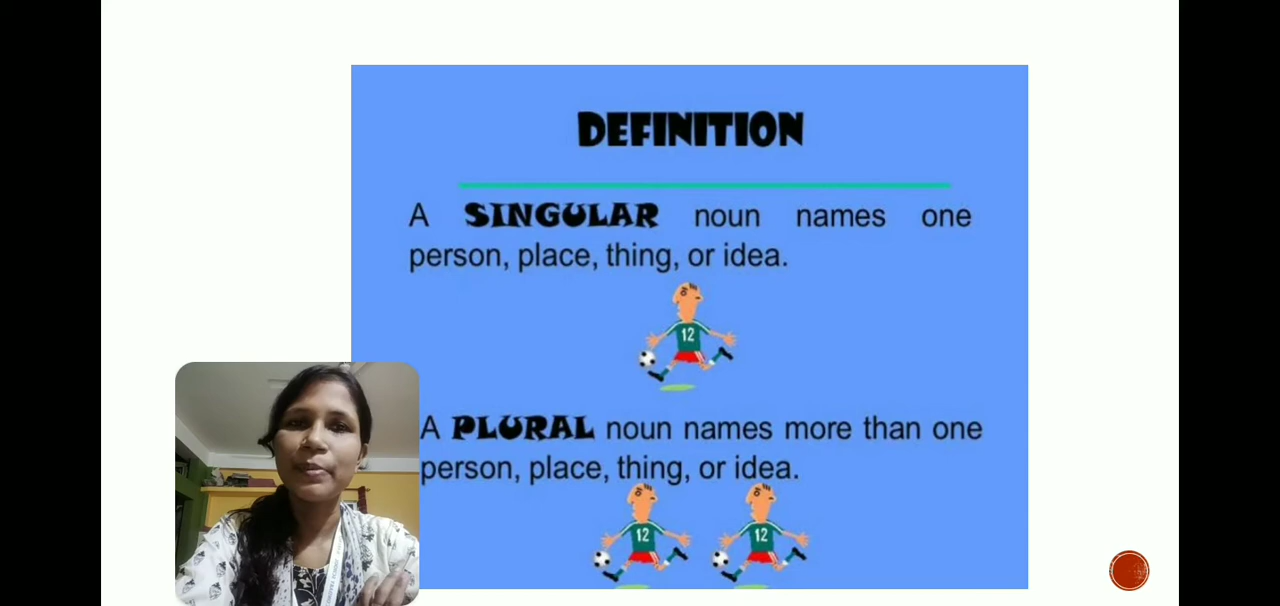 DEFINITION
A SINGULAR noun names one
person, place, thing, or idea.
12
A PLURAL noun names more than one
person, place, thing, or idea.
12 12